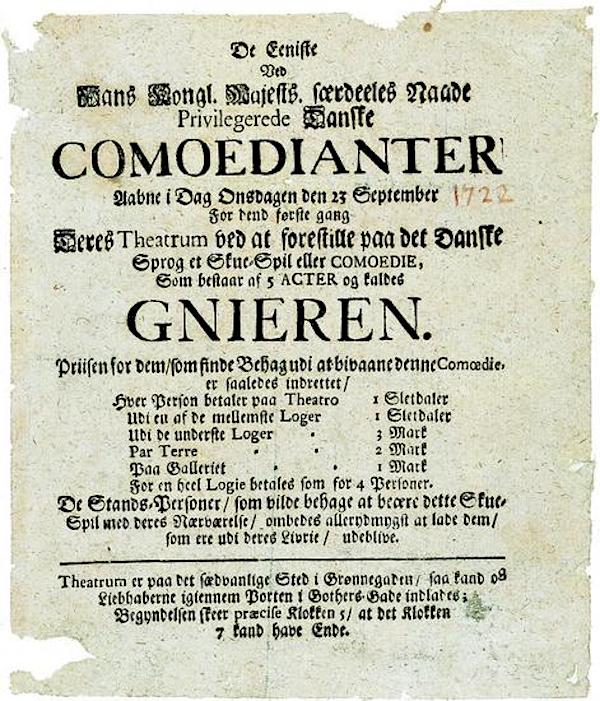 De Eeniste
Ved
Hans Kongl. Majests. særdeeles Naade
Privilegerede Danske
COMOEDIANTER
Aabne i Dag Onsdagen den 23 September 1722
For dend første gang
Deres Theatrum ved at forestille paa det Danske
Sprog et Skue-Spil eller COMOEDIE,
Som bestaar af 5 ACTER og kaldes
GNIEREN.
Priisen for dem/som finde Behag udi at bivaane denne Comœdie,
er saaledes indrettet/
Hver Person betaler paa Theatro 1 Sletdaler
Udi en af de mellemste Loger 1 Sletdaler
Udi de underste Loger 3 Mark
Par Terre 2 Mark
Paa Galleriet 1 Mark
For en heel Logie betales som for 4 Personer.
De Stands-Personer/ som vilde behage at beære dette Skue-
Spil med deres Nærværelse/ ombedes allerydmygst at lade dem/
som ere udi deres Livrie/ udeblive.
Theatrum er paa det sædvanlige Sted i Grønnegaden/ saa kand og
Liebhaberne igiennem Porten i Gothers-Gade indlades;
Begyndelsen skeer præcise Klokken 5/ at det Klokken
7 kand have Ende.